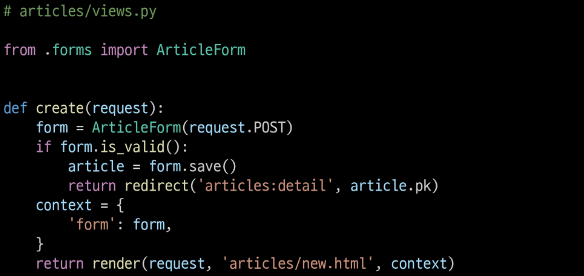 # articles/views.py
from .forms import ArticleForm
def create(request):
    form = ArticleForm(request.POST)
    if form.is_valid():
        article = form.save()
        return redirect('articles:detail', article.pk)
    context = {
        'form': form,
    }
    return render(request, 'articles/new.html', context)